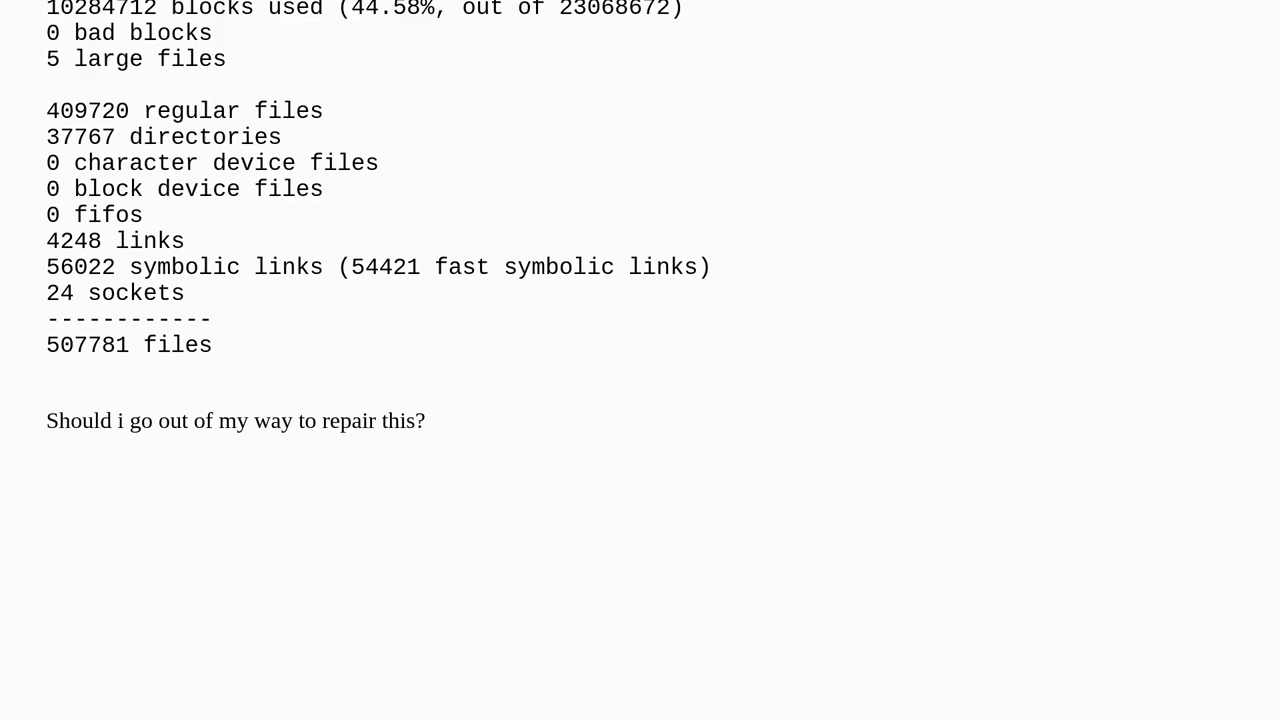 10284712 blocks used (44.58%, out of 23068672)
0 bad blocks
5 large files
409720 regular files
37767 directories
0 character device files
0 block device files
0 fifos
4248 links
56022 symbolic links (54421 fast symbolic links)
24 sockets
------------
507781 files
Should i go out of my way to repair this?